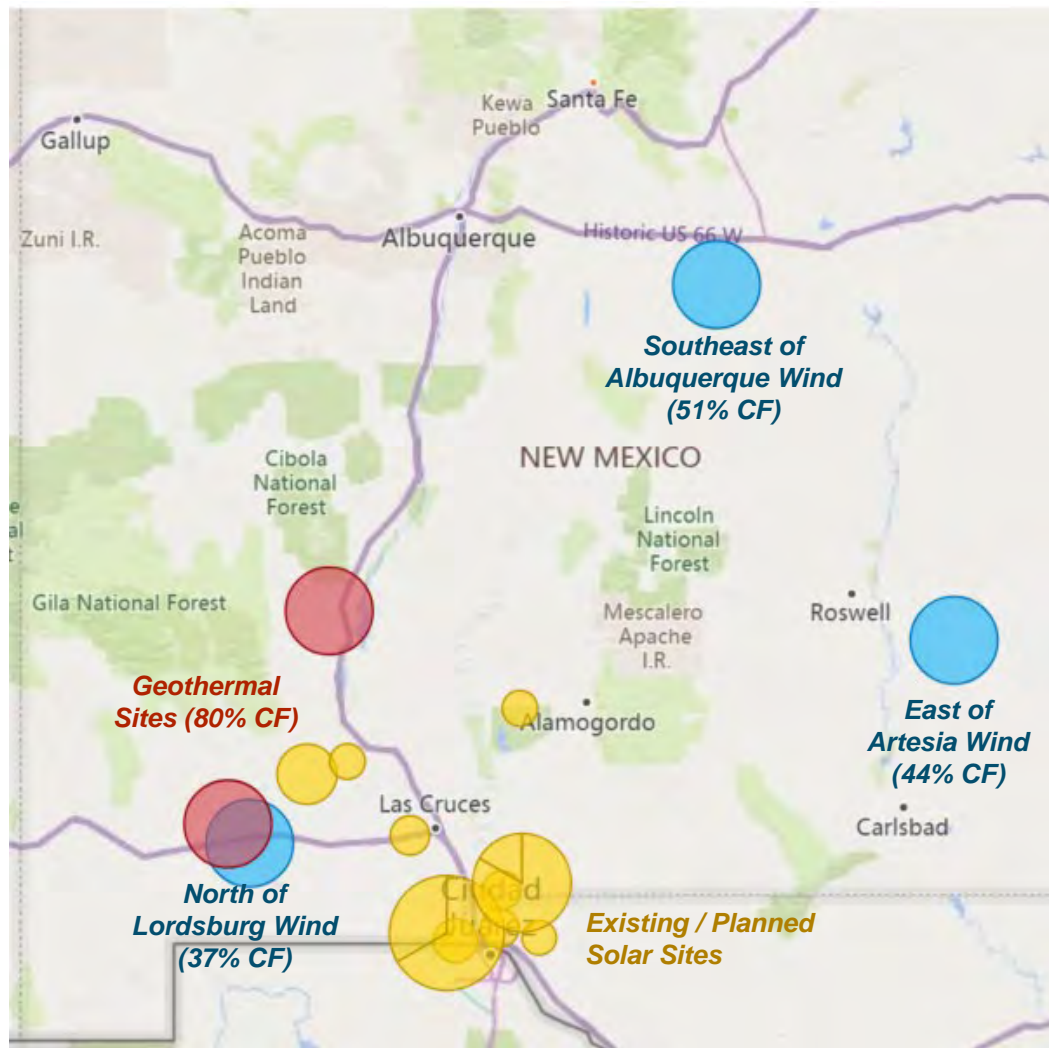 Santa Fe
Kewa
Pueblo
Gallup
Zuni I.R.
Acoma
Pueblo
Indian
Land
Albuquerque
Historic US 66 W
Southeast of
Albuquerque Wind
(51% CF)
Cibola
National
Forest
NEW MEXICO
Lincoln
National
Forest
Gila National Forest
Mescalero
Apache
I.R.
Roswell
Geothermal
Sites (80% CF)
Alamogordo
East of
Artesia Wind
(44% CF)
Las Cruces
Carlsbad
North of
Lordsburg Wind
(37% CF)
Ciudad
Juárez
Existing / Planned
Solar Sites